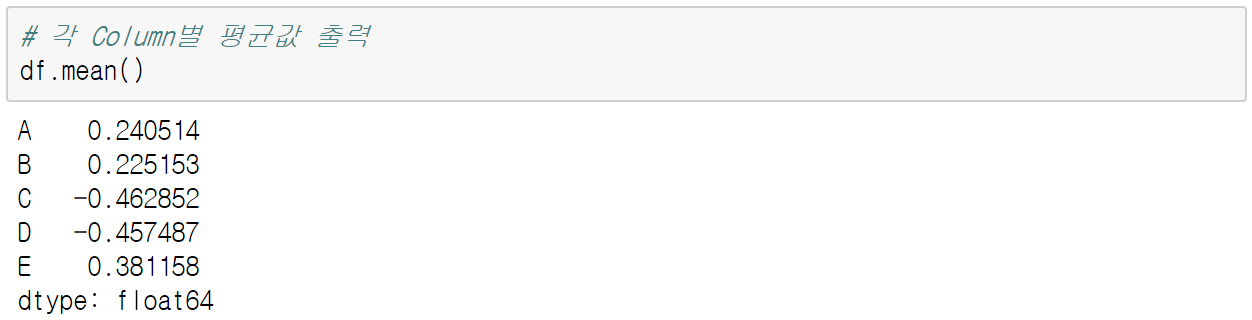 # 각 Column별 평균값 출력
df.mean()
A    0.240514
B    0.225153
C   -0.462852
D   -0.457487
E    0.381158
dtype: float64